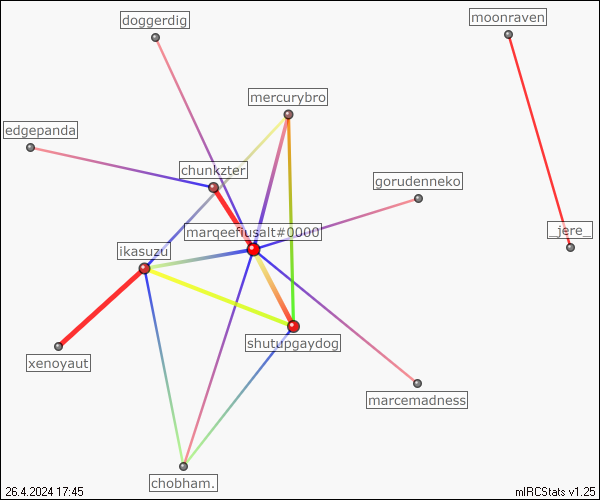 doggerdig
moonraven
mercurybro
edgepanda
chunkzter
gorudenneko
marqeefiusalt#0000
_jere_
ikasuzu
shutupgaydog
xenoyaut
marcemadness
chobham.
26.4.2024 17:45
mIRCStats v1.25